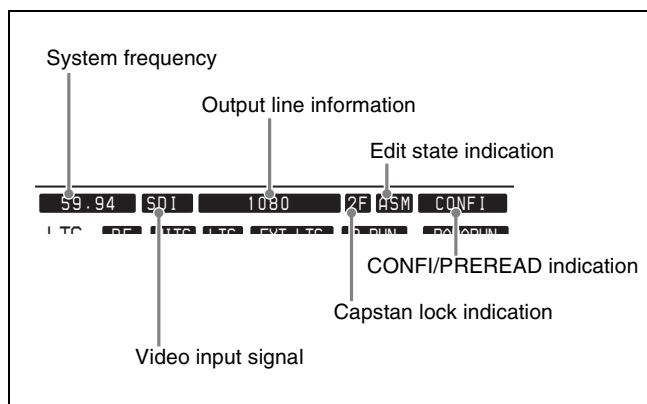 System frequency
Output line information
Edit state indication
59.94 SDI 1080 2F ASM CONFI
CONFI/PREREAD indication
Capstan lock indication
Video input signal